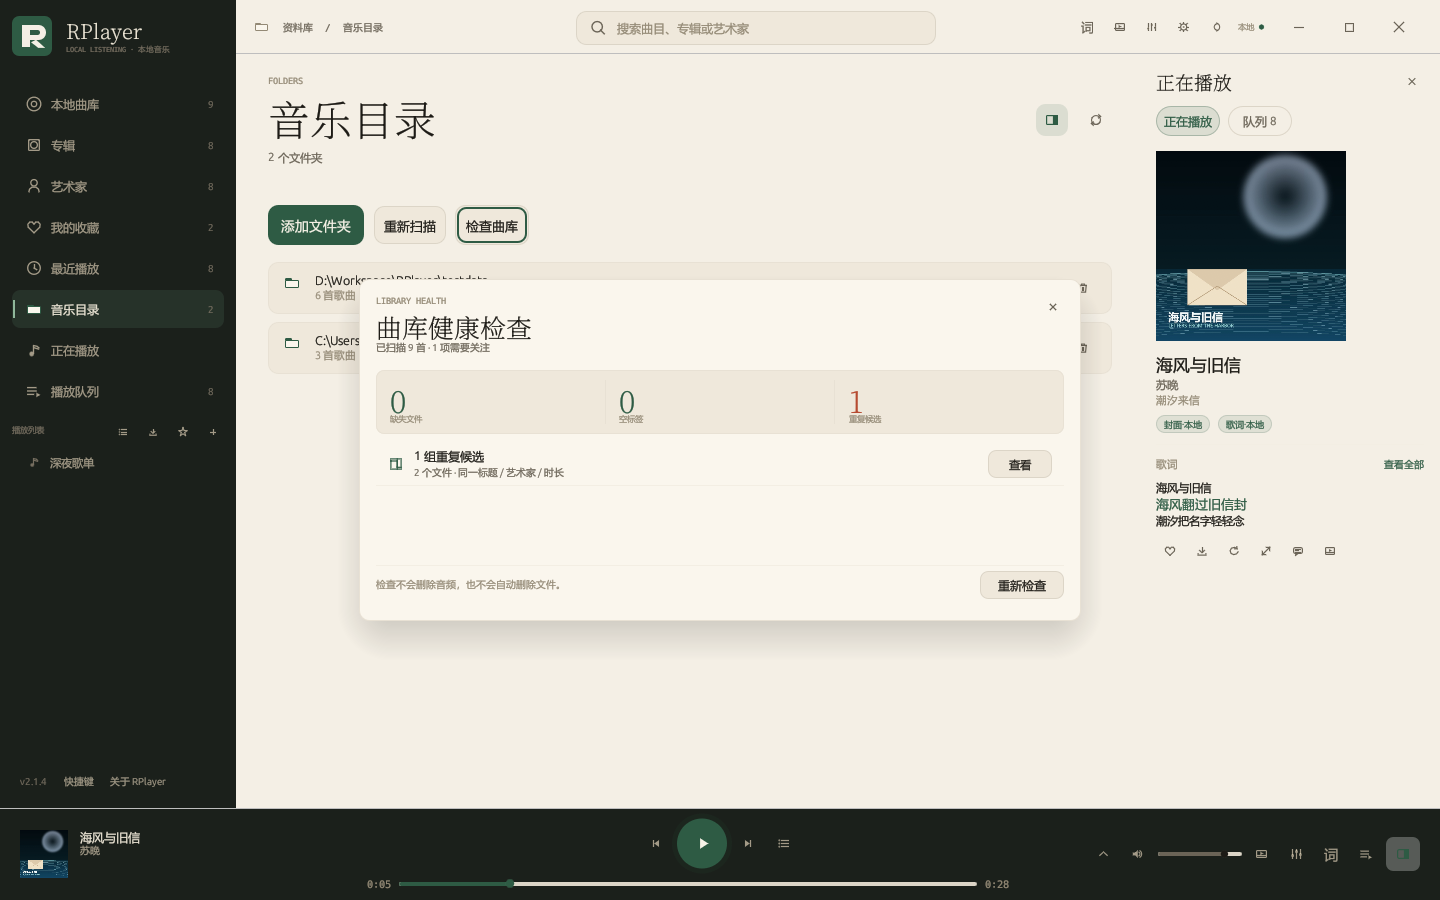 RPlayer
LOCAL LISTENING · 本地音乐
本地曲库 9
专辑 8
艺术家 8
我的收藏 2
最近播放 8
音乐目录 2
正在播放
播放队列 8
播放列表
深夜歌单
v2.1.4 快捷键 关于 RPlayer
资料库 / 音乐目录
搜索曲目、专辑或艺术家
词
本地
FOLDERS
音乐目录
2 个文件夹
添加文件夹 重新扫描 检查曲库
D:\Workspace\RPlayer\testdata
6 首歌曲
C:\Users
3 首歌曲
LIBRARY HEALTH
曲库健康检查
已扫描 9 首 · 1 项需要关注
0 0 1
缺失文件 空标签 重复候选
1 组重复候选
2 个文件 · 同一标题 / 艺术家 / 时长
查看
检查不会删除音频，也不会自动删除文件。
重新检查
正在播放
正在播放 队列 8
海风与旧信
LETTERS FROM THE HARBOR
海风与旧信
苏晚
潮汐来信
封面·本地 歌词·本地
歌词 查看全部
海风与旧信
海风翻过旧信封
潮汐把名字轻轻念
海风与旧信
苏晚
0:05 0:28
词